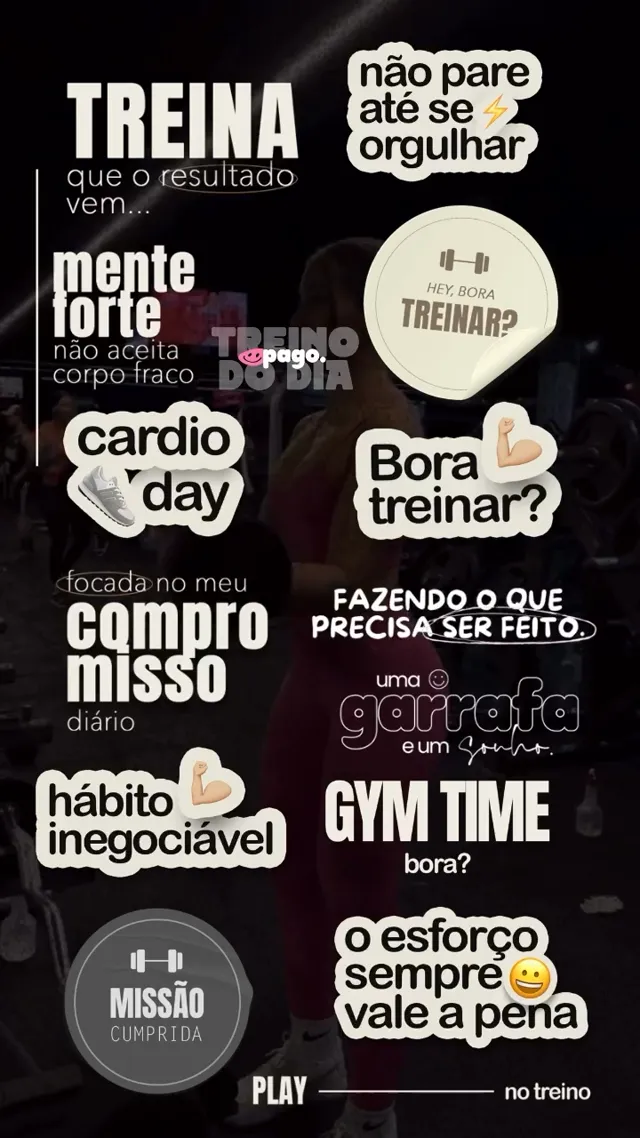 TREINA
que o resultado
vem...
não pare
até se
orgulhar
mente
forte
não aceita
corpo fraco
TREINO
pago.
DO DIA
HEY, BORA
TREINAR?
cardio
day
Bora
treinar?
focada no meu
compro
misso
diário
FAZENDO O QUE
PRECISA SER FEITO.
uma
garrafa
e um Sonho.
hábito
inegociável
GYM TIME
bora?
MISSÃO
CUMPRIDA
o esforço
sempre
vale a pena
PLAY no treino